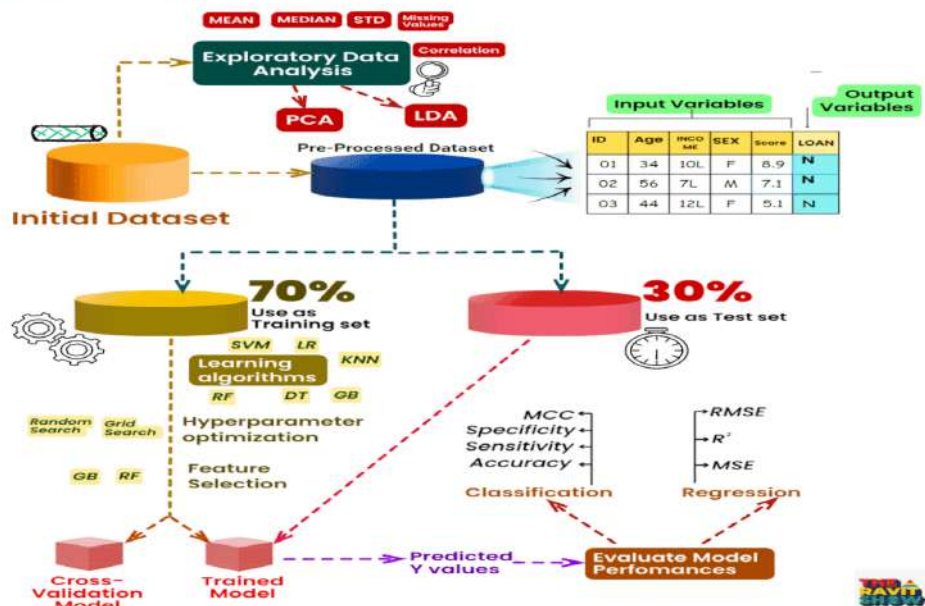 MEAN
MEDIAN
STD
Missing
Values
Exploratory Data
Analysis
Correlation
PCA
LDA
Initial Dataset
Pre-Processed Dataset
Input Variables
Output
Variables
ID Age INCO
ME SEX Score LOAN
01 34 10L F 8.9 N
02 56 7L M 7.1 N
03 44 12L F 5.1 N
70%
Use as
Training set
30%
Use as Test set
SVM LR
KNN
Learning
algorithms
RF DT GB
Random
Search
Grid
Search
Hyperparameter
optimization
GB RF
Feature
Selection
MCC
Specificity
Sensitivity
Accuracy
Classification
RMSE
R²
MSE
Regression
Cross-
Validation
Model
Trained
Model
Predicted
Y values
Evaluate Model
Perfomances
THE
RAVIT
SHOW